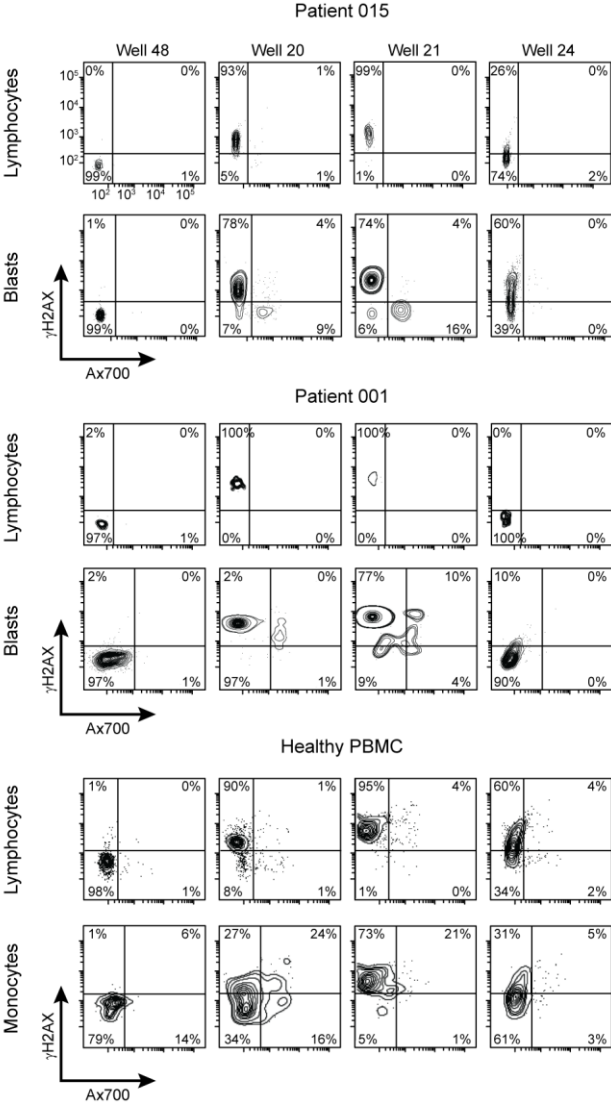 Patient 015
Well 48 Well 20 Well 21 Well 24
Lymphocytes
10⁵
10⁴
10³
10²
0% 0% 93% 1% 99% 0% 26% 0%
99% 1% 5% 1% 1% 0% 74% 2%
10² 10³ 10⁴ 10⁵
Blasts
1% 0% 78% 4% 74% 4% 60% 0%
99% 0% 7% 9% 6% 16% 39% 0%
γH2AX
Ax700
Patient 001
Lymphocytes
2% 0% 100% 0% 100% 0% 0% 0%
97% 1% 0% 0% 0% 0% 100% 0%
Blasts
2% 0% 2% 0% 77% 10% 10% 0%
97% 1% 97% 1% 9% 4% 90% 0%
γH2AX
Ax700
Healthy PBMC
Lymphocytes
1% 0% 90% 1% 95% 4% 60% 4%
98% 1% 8% 1% 1% 0% 34% 2%
Monocytes
1% 6% 27% 24% 73% 21% 31% 5%
79% 14% 34% 16% 5% 1% 61% 3%
γH2AX
Ax700